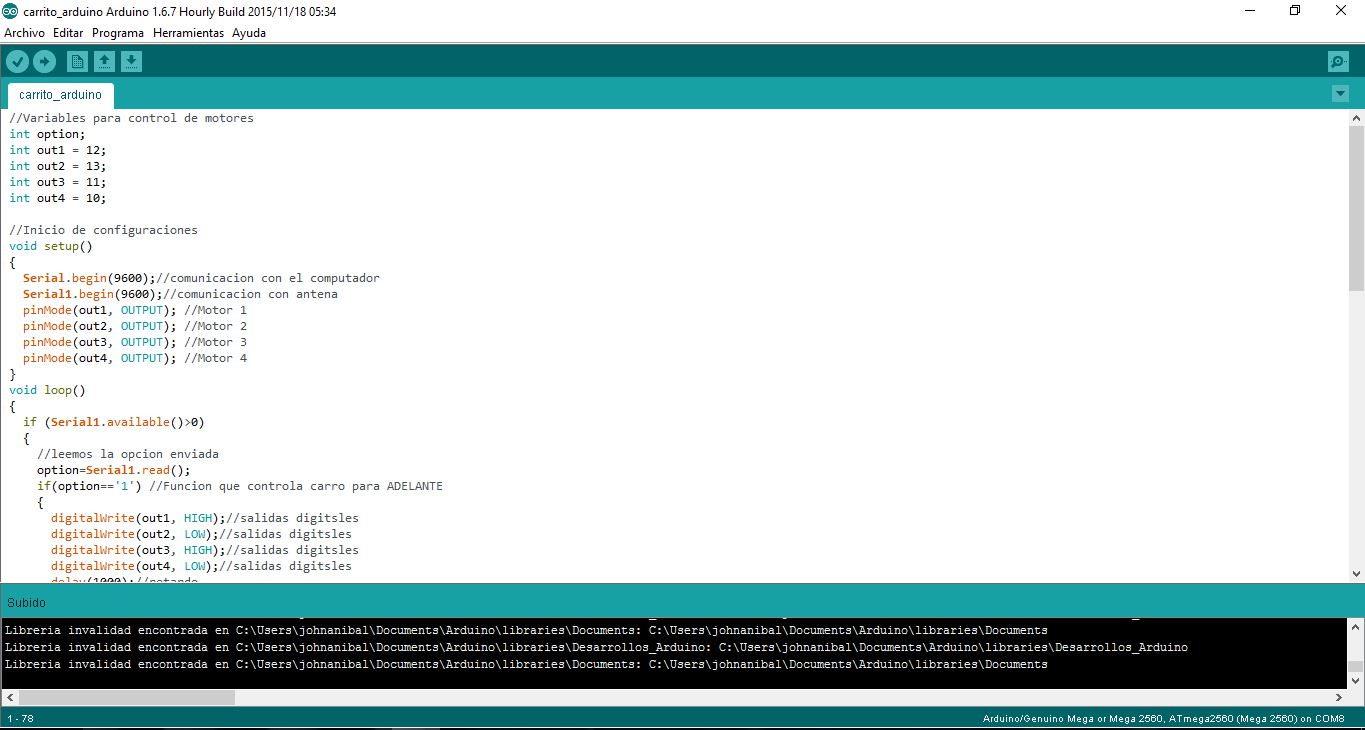 carrito_arduino Arduino 1.6.7 Hourly Build 2015/11/18 05:34
Archivo Editar Programa Herramientas Ayuda
carrito_arduino
//Variables para control de motores
int option;
int out1 = 12;
int out2 = 13;
int out3 = 11;
int out4 = 10;
//Inicio de configuraciones
void setup()
{
Serial.begin(9600);//comunicacion con el computador
Serial1.begin(9600);//comunicacion con antena
pinMode(out1, OUTPUT); //Motor 1
pinMode(out2, OUTPUT); //Motor 2
pinMode(out3, OUTPUT); //Motor 3
pinMode(out4, OUTPUT); //Motor 4
}
void loop()
{
if (Serial1.available()>0)
{
//leemos la opcion enviada
option=Serial1.read();
if(option=='1') //Funcion que controla carro para ADELANTE
{
digitalWrite(out1, HIGH);//salidas digitsles
digitalWrite(out2, LOW);//salidas digitsles
digitalWrite(out3, HIGH);//salidas digitsles
digitalWrite(out4, LOW);//salidas digitsles
delay(1000);//retardo
Subido
Libreria invalidad encontrada en C:\Users\johnanibal\Documents\Arduino\libraries\Documents: C:\Users\johnanibal\Documents\Arduino\libraries\Documents
Libreria invalidad encontrada en C:\Users\johnanibal\Documents\Arduino\libraries\Desarrollos_Arduino: C:\Users\johnanibal\Documents\Arduino\libraries\Desarrollos_Arduino
Libreria invalidad encontrada en C:\Users\johnanibal\Documents\Arduino\libraries\Documents: C:\Users\johnanibal\Documents\Arduino\libraries\Documents
1 - 78
Arduino/Genuino Mega or Mega 2560, ATmega2560 (Mega 2560) on COM8